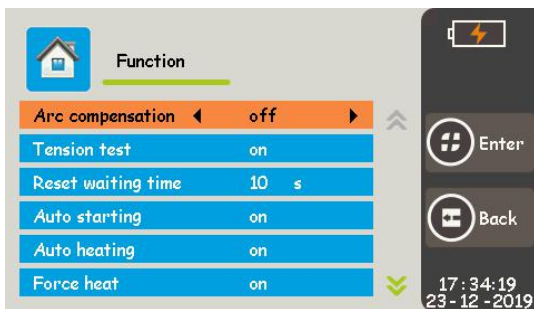 Function
Arc compensation off
Tension test on
Reset waiting time 10 s
Auto starting on
Auto heating on
Force heat on
Enter
Back
17:34:19
23-12-2019